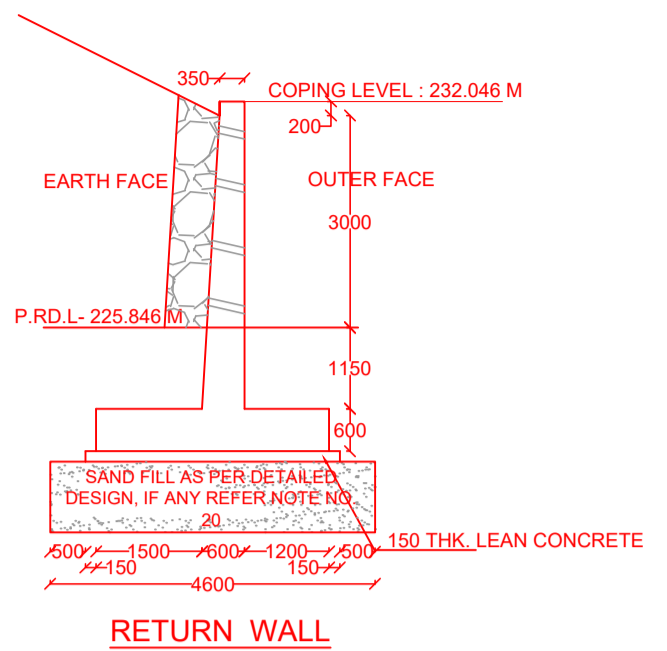 350
COPING LEVEL : 232.046 M
200
EARTH FACE
OUTER FACE
3000
P.RD.L- 225.846 M
1150
600
SAND FILL AS PER DETAILED
DESIGN, IF ANY REFER NOTE NO
20
150 THK. LEAN CONCRETE
500 1500 600 1200 500
150 150
4600
RETURN WALL